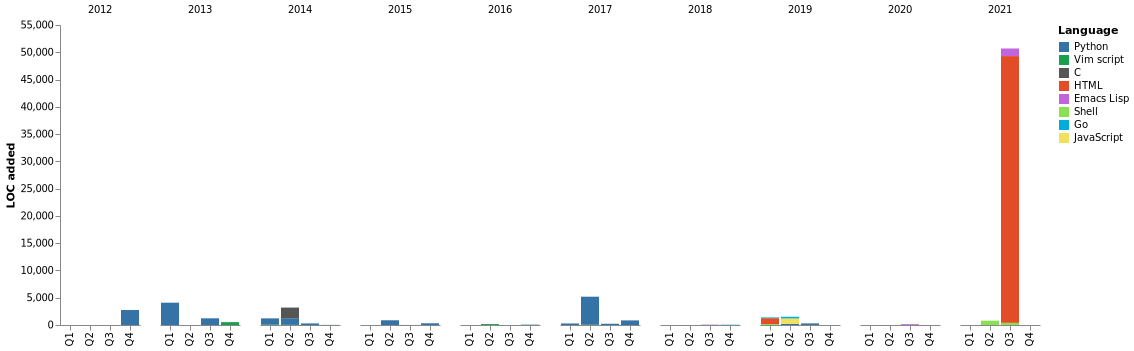 2012 2013 2014 2015 2016 2017 2018 2019 2020 2021
LOC added
55,000
50,000
45,000
40,000
35,000
30,000
25,000
20,000
15,000
10,000
5,000
0
Q1 Q2 Q3 Q4 Q1 Q2 Q3 Q4 Q1 Q2 Q3 Q4 Q1 Q2 Q3 Q4 Q1 Q2 Q3 Q4 Q1 Q2 Q3 Q4 Q1 Q2 Q3 Q4 Q1 Q2 Q3 Q4 Q1 Q2 Q3 Q4 Q1 Q2 Q3 Q4
Language
Python
Vim script
C
HTML
Emacs Lisp
Shell
Go
JavaScript